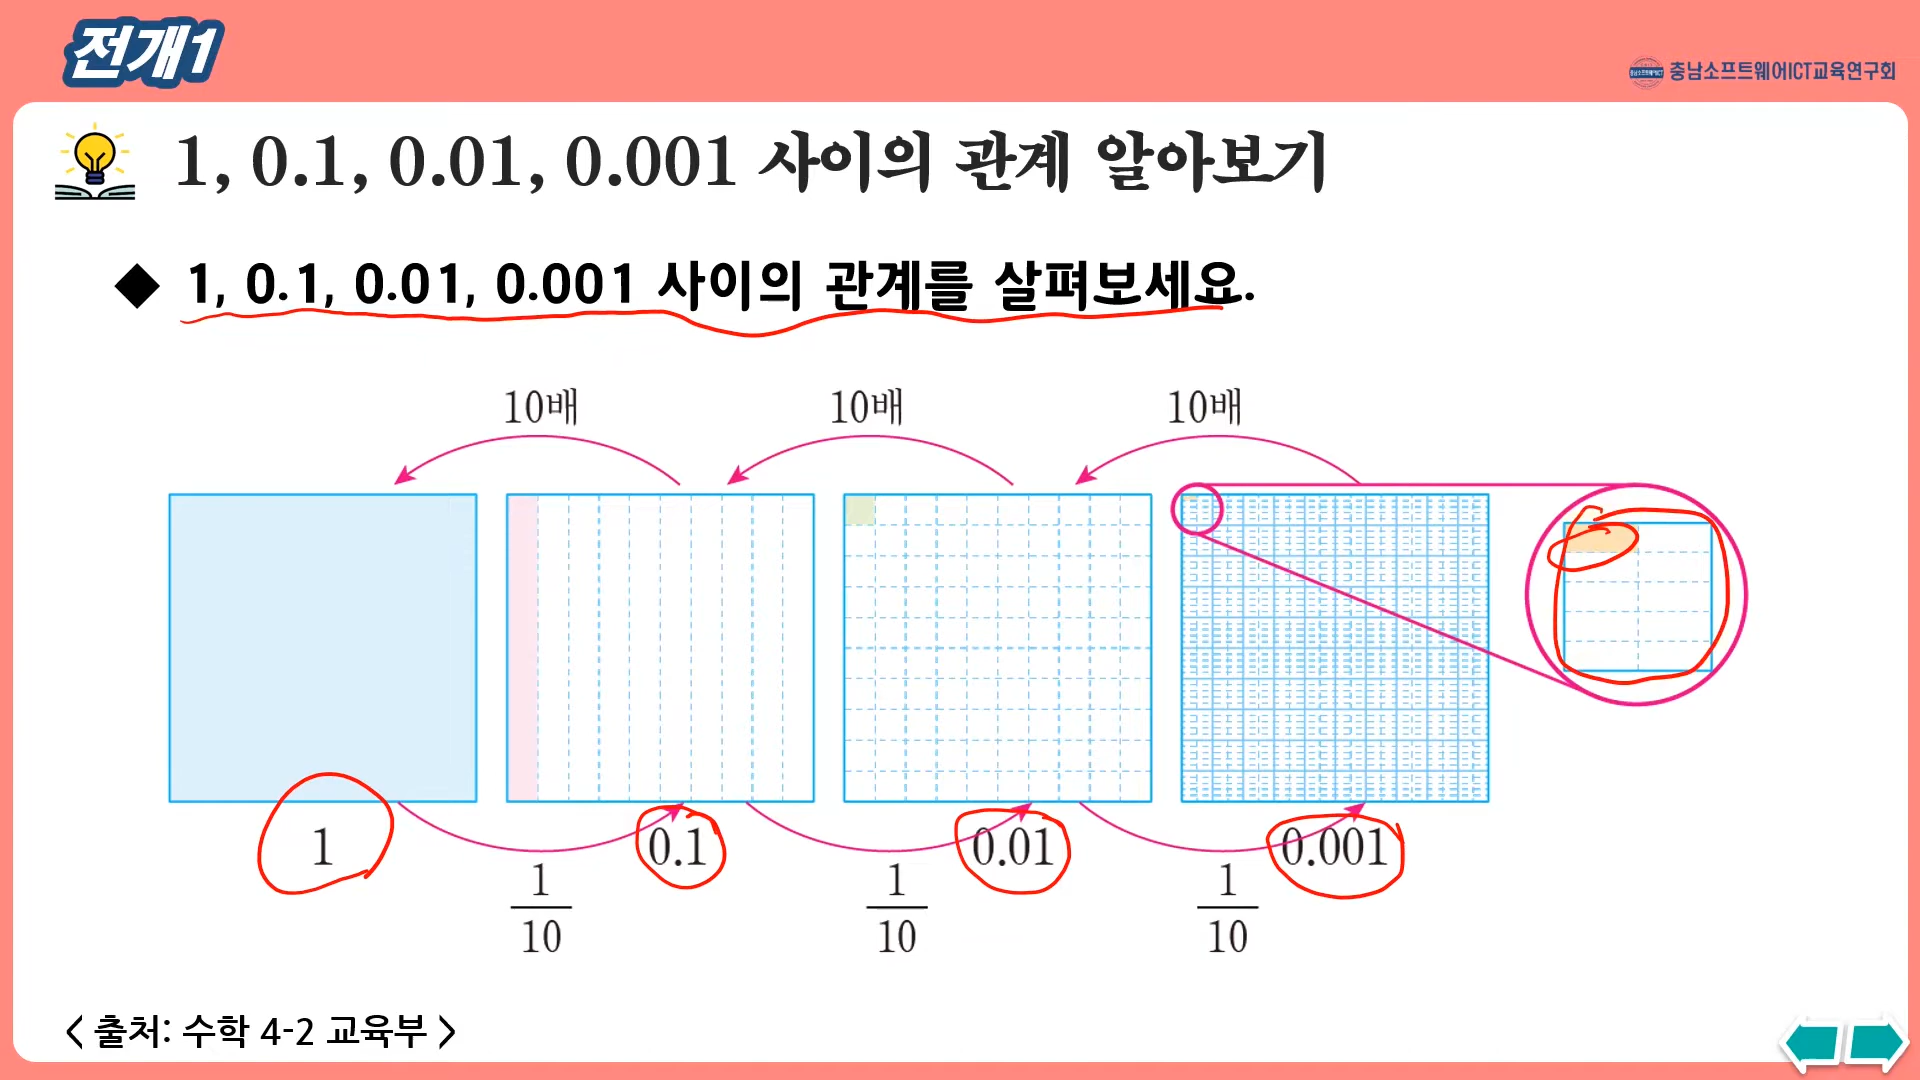 전개1
충남소프트웨어ICT교육연구회
1, 0.1, 0.01, 0.001 사이의 관계 알아보기
◆ 1, 0.1, 0.01, 0.001 사이의 관계를 살펴보세요.
10배 10배 10배
1 0.1 0.01 0.001
1/10 1/10 1/10
< 출처: 수학 4-2 교육부 >